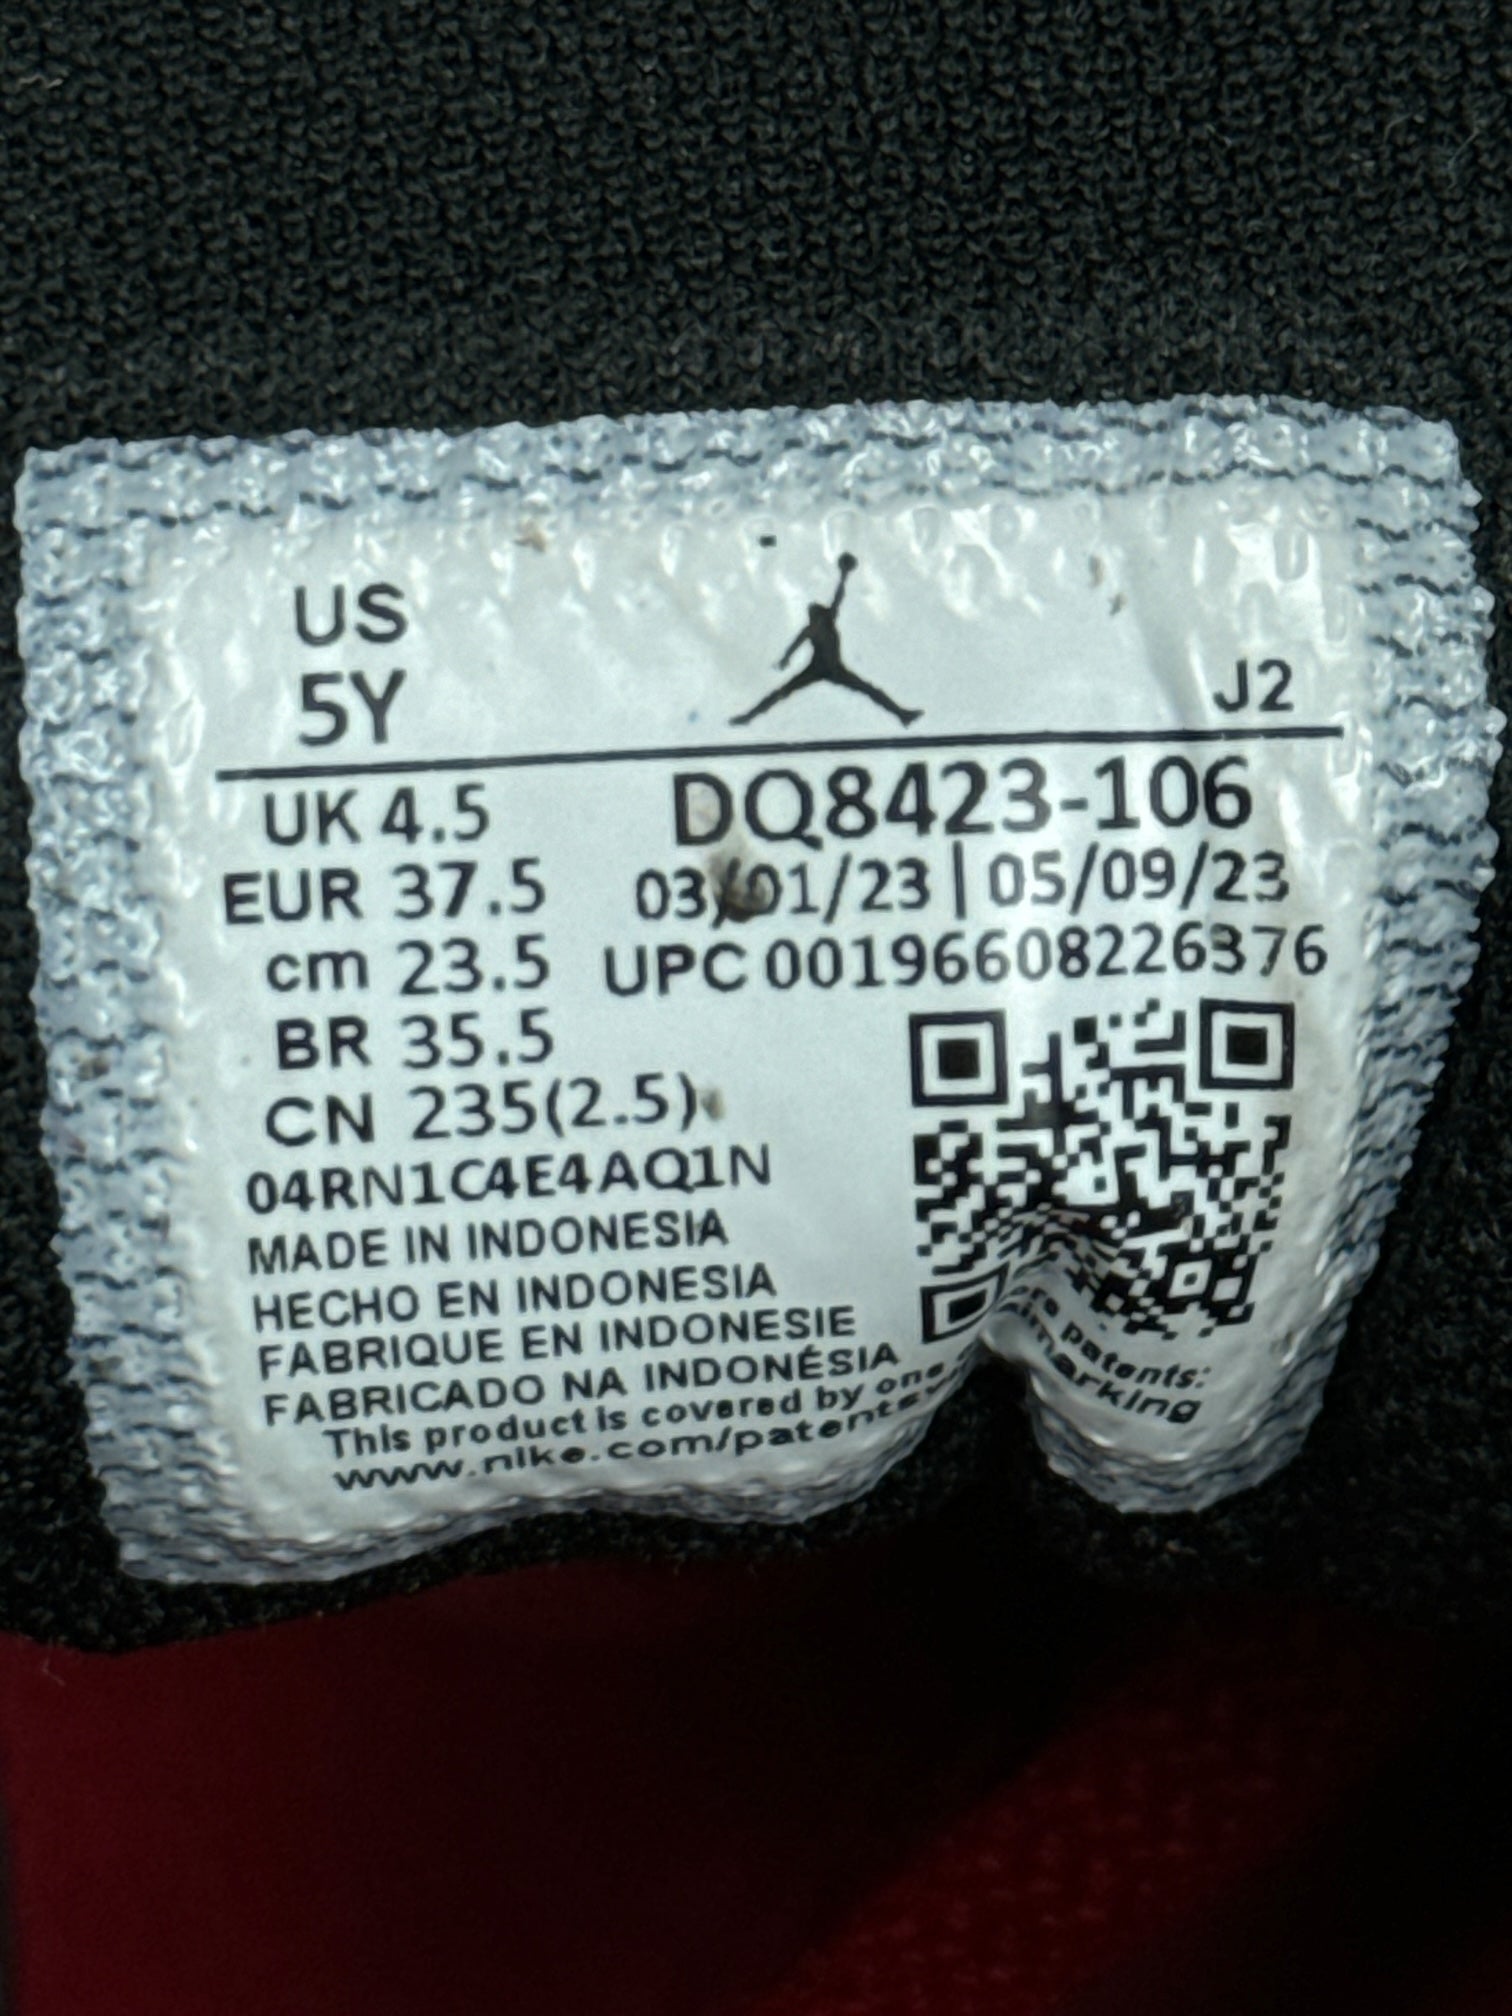 US
5Y
J2
UK 4.5
DQ8423-106
EUR 37.5
03/01/23 | 05/09/23
cm 23.5
UPC 00196608226376
BR 35.5
CN 235(2.5)
04RN1C4E4AQ1N
MADE IN INDONESIA
HECHO EN INDONESIA
FABRIQUE EN INDONESIE
FABRICADO NA INDONÉSIA
This product is covered by one patents:
www.nike.com/patents